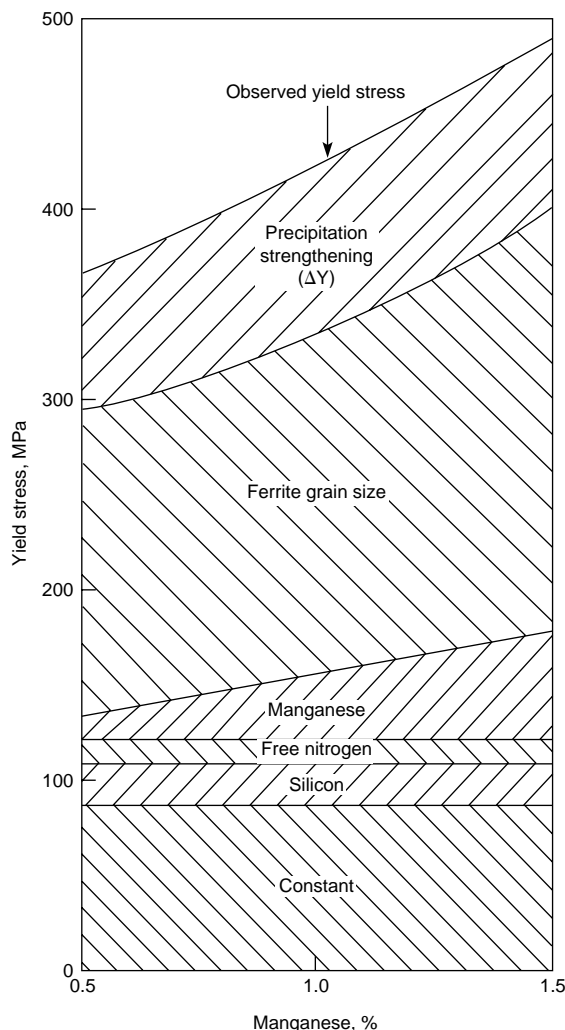 500
Observed yield stress
400
Precipitation
strengthening
(ΔY)
300
Yield stress, MPa
Ferrite grain size
200
Manganese
Free nitrogen
100
Silicon
Constant
0
0.5
1.0
1.5
Manganese, %